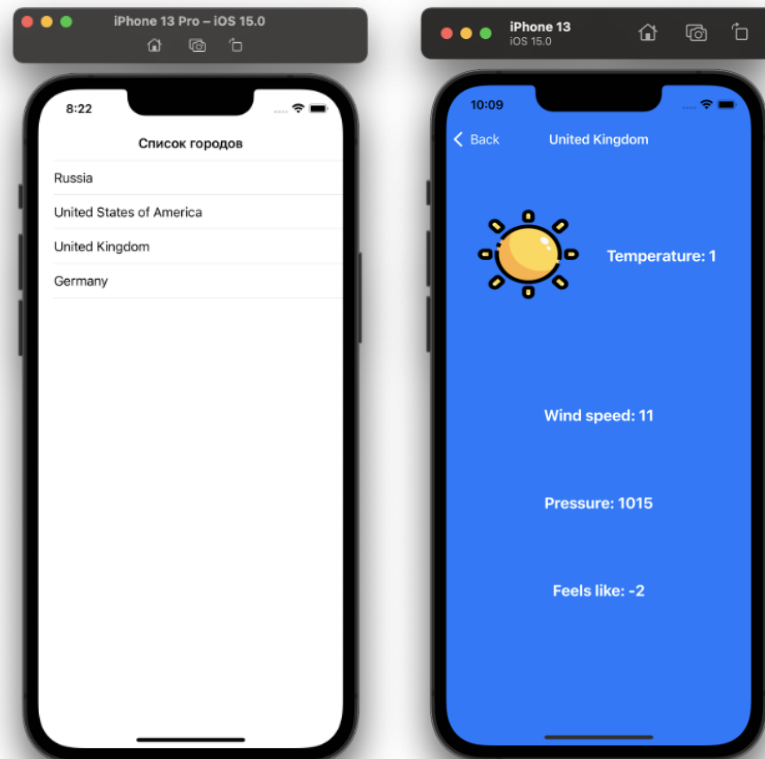 iPhone 13 Pro – iOS 15.0
8:22
Список городов
Russia
United States of America
United Kingdom
Germany
iPhone 13
iOS 15.0
10:09
Back
United Kingdom
Temperature: 1
Wind speed: 11
Pressure: 1015
Feels like: -2